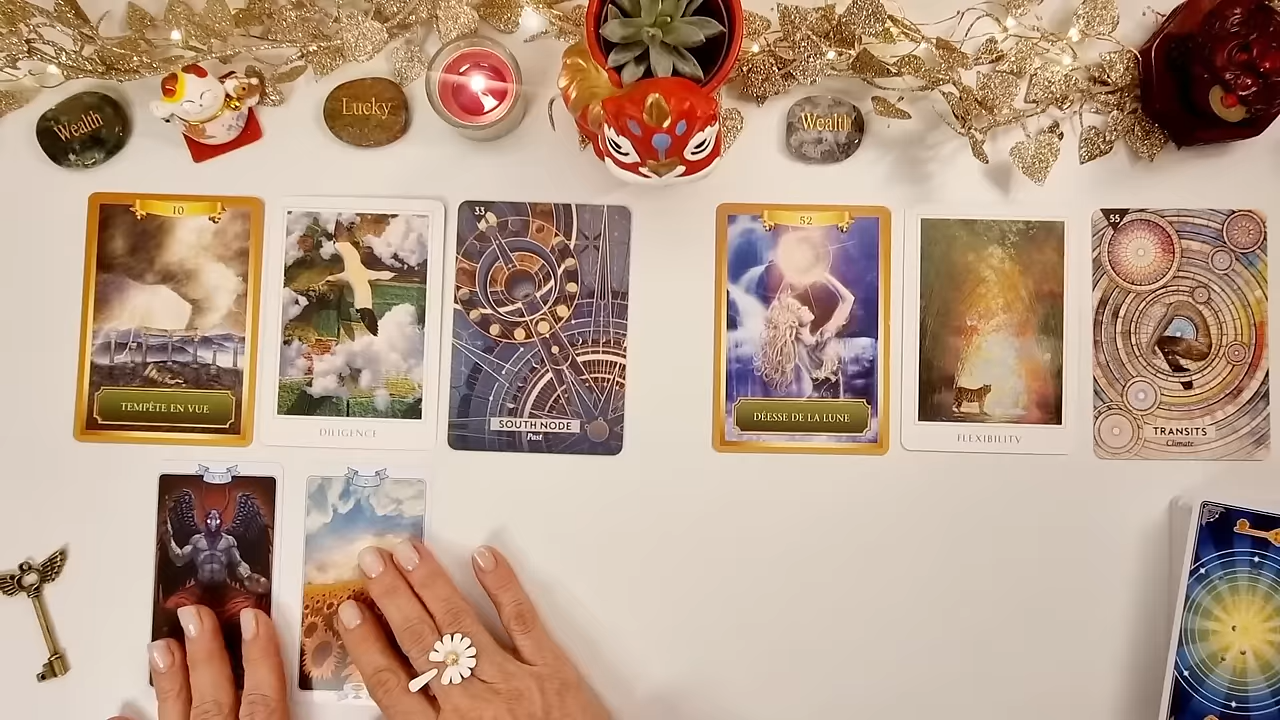 Wealth
Lucky
Wealth
10
TEMPÊTE EN VUE
DILIGENCE
33
SOUTH NODE
Past
52
DÉESSE DE LA LUNE
FLEXIBILITY
55
TRANSITS
Climate
XV